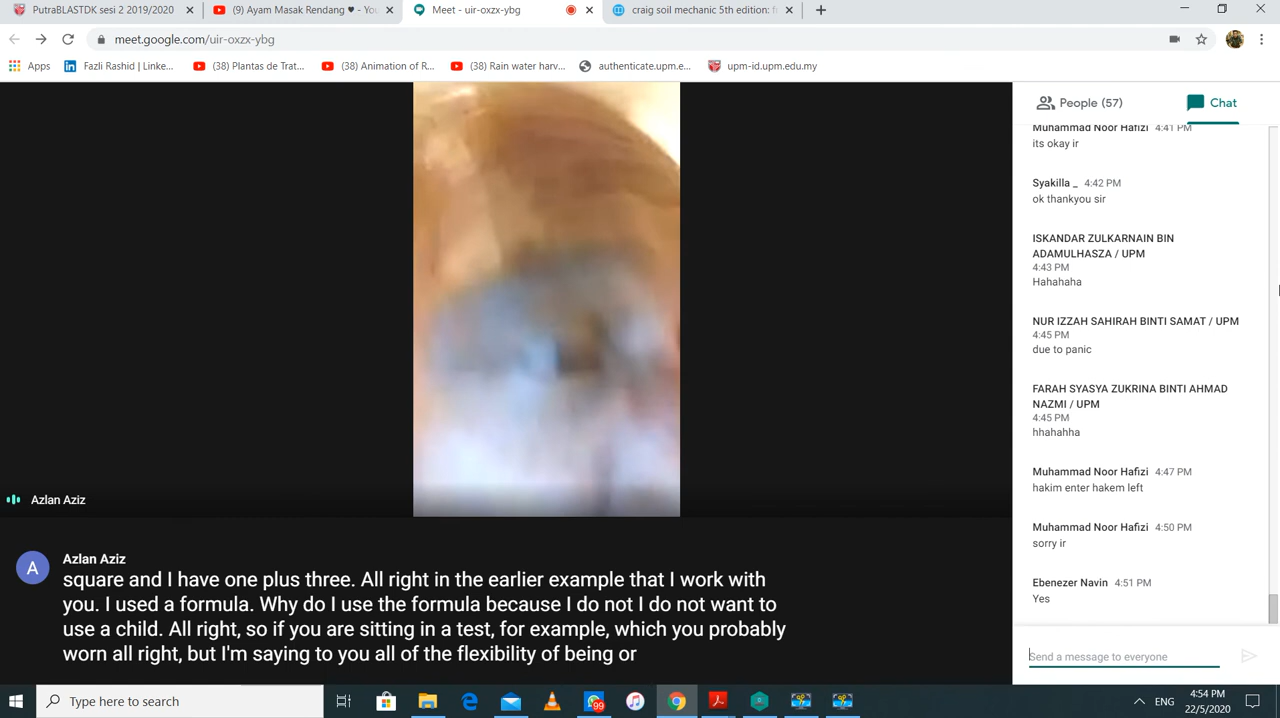 PutraBLASTDK sesi 2 2019/2020
(9) Ayam Masak Rendang ♥ - You
Meet - uir-oxzx-ybg
craig soil mechanic 5th edition: f
meet.google.com/uir-oxzx-ybg
Apps
Fazli Rashid | Linke...
(38) Plantas de Trat...
(38) Animation of R...
(38) Rain water harv...
authenticate.upm.e...
upm-id.upm.edu.my
People (57)
Chat
Muhammad Noor Hafizi 4:41 PM
its okay ir
Syakilla _ 4:42 PM
ok thankyou sir
ISKANDAR ZULKARNAIN BIN
ADAMULHASZA / UPM
4:43 PM
Hahahaha
NUR IZZAH SAHIRAH BINTI SAMAT / UPM
4:45 PM
due to panic
FARAH SYASYA ZUKRINA BINTI AHMAD
NAZMI / UPM
4:45 PM
hhahahha
Muhammad Noor Hafizi 4:47 PM
hakim enter hakem left
Muhammad Noor Hafizi 4:50 PM
sorry ir
Ebenezer Navin 4:51 PM
Yes
Send a message to everyone
Azlan Aziz
A
Azlan Aziz
square and I have one plus three. All right in the earlier example that I work with
you. I used a formula. Why do I use the formula because I do not I do not want to
use a child. All right, so if you are sitting in a test, for example, which you probably
worn all right, but I'm saying to you all of the flexibility of being or
Type here to search
99
ENG
4:54 PM
22/5/2020